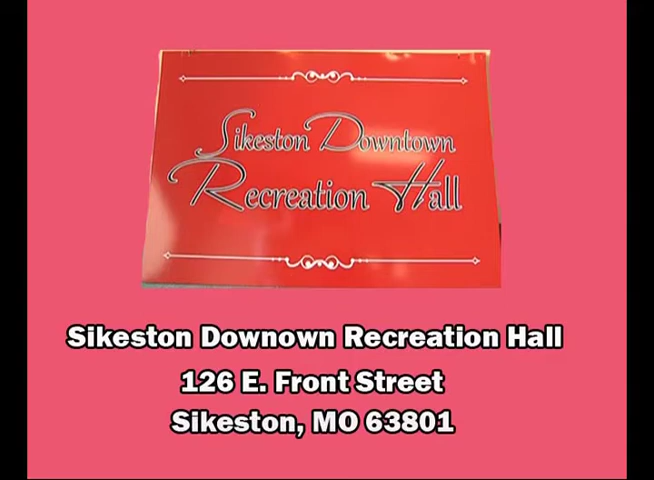 Sikeston Downtown
Recreation Hall
Sikeston Downown Recreation Hall
126 E. Front Street
Sikeston, MO 63801